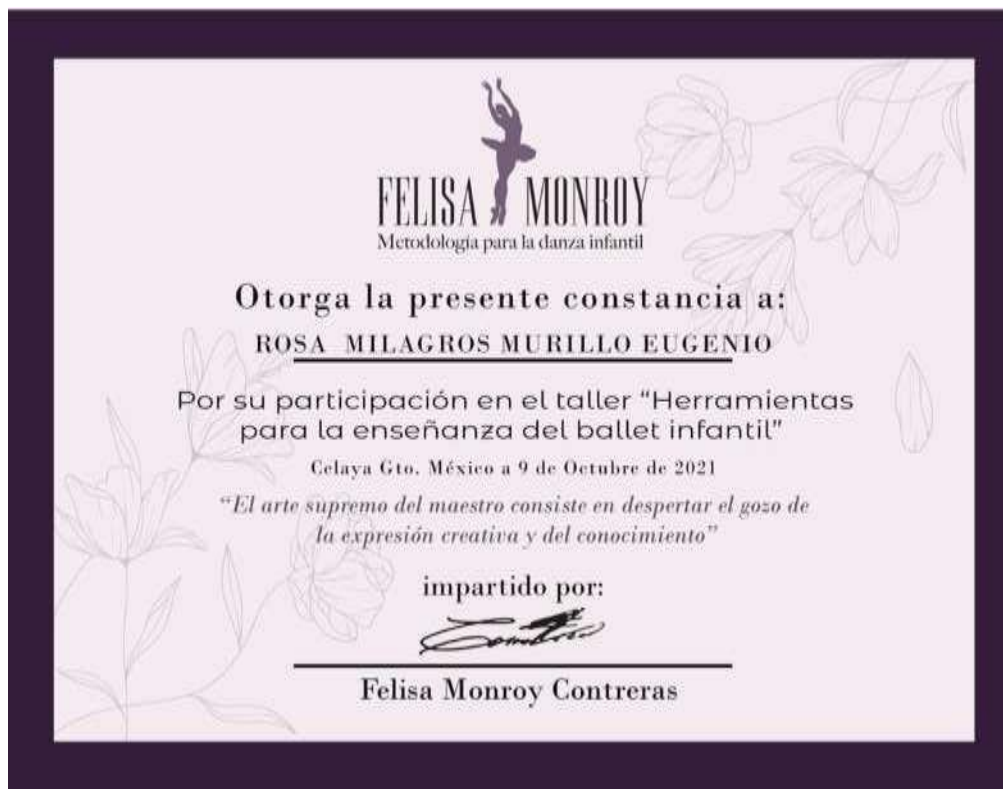 FELISA MONROY
Metodología para la danza infantil
Otorga la presente constancia a:
ROSA MILAGROS MURILLO EUGENIO
Por su participación en el taller “Herramientas
para la enseñanza del ballet infantil”
Celaya Gto. México a 9 de Octubre de 2021
“El arte supremo del maestro consiste en despertar el gozo de
la expresión creativa y del conocimiento”
impartido por:
Felisa Monroy Contreras